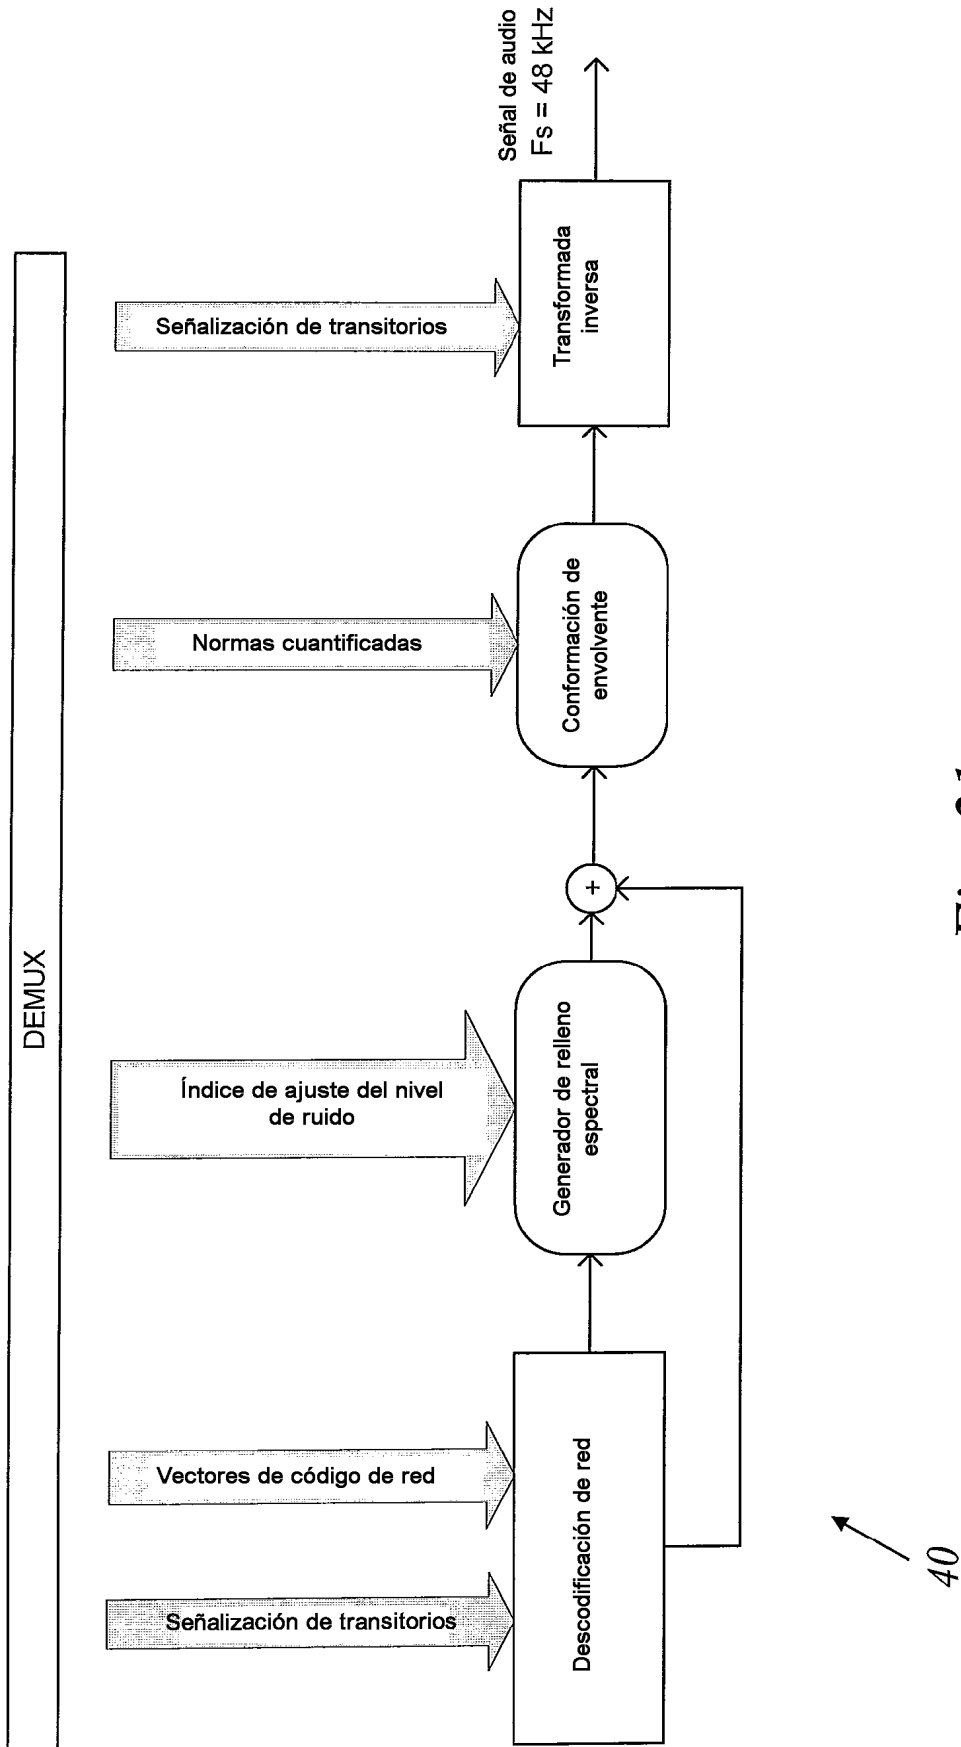 DEMUX
Señalización de transitorios
Vectores de código de red
Índice de ajuste del nivel
de ruido
Normas cuantificadas
Señalización de transitorios
Descodificación de red
Generador de relleno
espectral
+
Conformación de
envolvente
Transformada
inversa
Señal de audio
Fs = 48 kHz
40